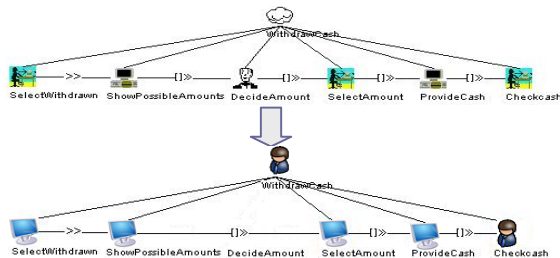 WithdrawCash
>> []» []» []» []»
SelectWithdrawn ShowPossibleAmounts DecideAmount SelectAmount ProvideCash Checkcash
WithdrawCash
>> []» []» []»
SelectWithdrawn ShowPossibleAmounts DecideAmount SelectAmount ProvideCash Checkcash